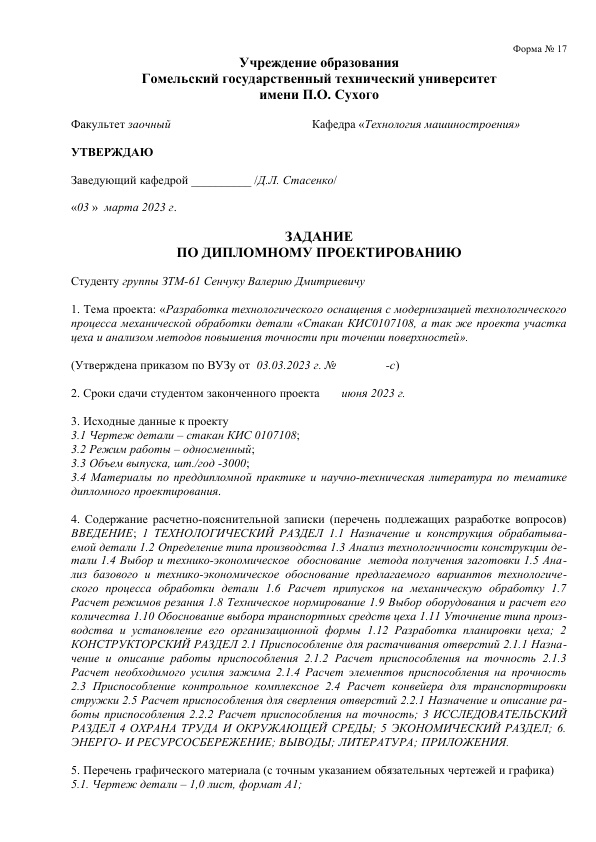 Форма № 17
Учреждение образования
Гомельский государственный технический университет
имени П.О. Сухого
Факультет заочный Кафедра «Технология машиностроения»
УТВЕРЖДАЮ
Заведующий кафедрой __________ /Д.Л. Стасенко/
«03 » марта 2023 г.
ЗАДАНИЕ
ПО ДИПЛОМНОМУ ПРОЕКТИРОВАНИЮ
Студенту группы ЗТМ-61 Сенчуку Валерию Дмитриевичу
1. Тема проекта: «Разработка технологического оснащения с модернизацией технологического
процесса механической обработки детали «Стакан КИС0107108, а так же проекта участка
цеха и анализом методов повышения точности при точении поверхностей».
(Утверждена приказом по ВУЗу от 03.03.2023 г. № -с)
2. Сроки сдачи студентом законченного проекта июня 2023 г.
3. Исходные данные к проекту
3.1 Чертеж детали – стакан КИС 0107108;
3.2 Режим работы – односменный;
3.3 Объем выпуска, шт./год -3000;
3.4 Материалы по преддипломной практике и научно-техническая литература по тематике
дипломного проектирования.
4. Содержание расчетно-пояснительной записки (перечень подлежащих разработке вопросов)
ВВЕДЕНИЕ; 1 ТЕХНОЛОГИЧЕСКИЙ РАЗДЕЛ 1.1 Назначение и конструкция обрабатыва-
емой детали 1.2 Определение типа производства 1.3 Анализ технологичности конструкции де-
тали 1.4 Выбор и технико-экономическое обоснование метода получения заготовки 1.5 Ана-
лиз базового и технико-экономическое обоснование предлагаемого вариантов технологиче-
ского процесса обработки детали 1.6 Расчет припусков на механическую обработку 1.7
Расчет режимов резания 1.8 Техническое нормирование 1.9 Выбор оборудования и расчет его
количества 1.10 Обоснование выбора транспортных средств цеха 1.11 Уточнение типа произ-
водства и установление его организационной формы 1.12 Разработка планировки цеха; 2
КОНСТРУКТОРСКИЙ РАЗДЕЛ 2.1 Приспособление для растачивания отверстий 2.1.1 Назна-
чение и описание работы приспособления 2.1.2 Расчет приспособления на точность 2.1.3
Расчет необходимого усилия зажима 2.1.4 Расчет элементов приспособления на прочность
2.3 Приспособление контрольное комплексное 2.4 Расчет конвейера для транспортировки
стружки 2.5 Расчет приспособления для сверления отверстий 2.2.1 Назначение и описание ра-
боты приспособления 2.2.2 Расчет приспособления на точность; 3 ИССЛЕДОВАТЕЛЬСКИЙ
РАЗДЕЛ 4 ОХРАНА ТРУДА И ОКРУЖАЮЩЕЙ СРЕДЫ; 5 ЭКОНОМИЧЕСКИЙ РАЗДЕЛ; 6.
ЭНЕРГО- И РЕСУРСОСБЕРЕЖЕНИЕ; ВЫВОДЫ; ЛИТЕРАТУРА; ПРИЛОЖЕНИЯ.
5. Перечень графического материала (с точным указанием обязательных чертежей и графика)
5.1. Чертеж детали – 1,0 лист, формат А1;